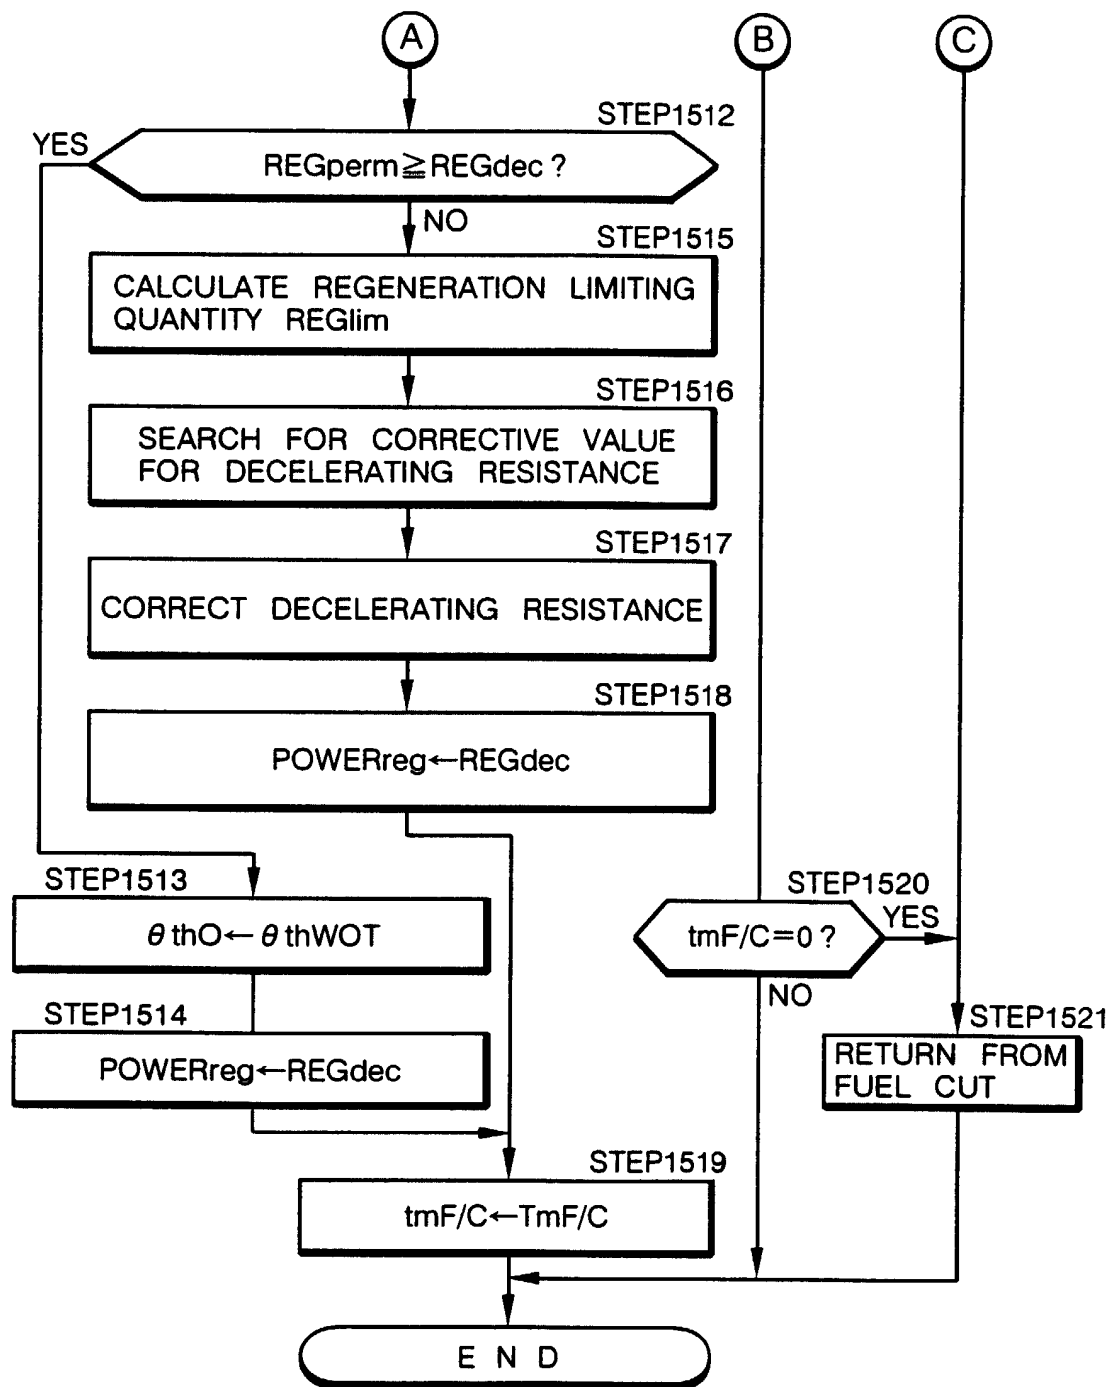 A
B
C
STEP1512
YES
REGperm≧REGdec ?
NO
STEP1515
CALCULATE REGENERATION LIMITING
QUANTITY REGlim
STEP1516
SEARCH FOR CORRECTIVE VALUE
FOR DECELERATING RESISTANCE
STEP1517
CORRECT DECELERATING RESISTANCE
STEP1518
POWERreg←REGdec
STEP1513
θthO←θthWOT
STEP1514
POWERreg←REGdec
STEP1520
tmF/C=0 ?
YES
NO
STEP1521
RETURN FROM
FUEL CUT
STEP1519
tmF/C←TmF/C
END